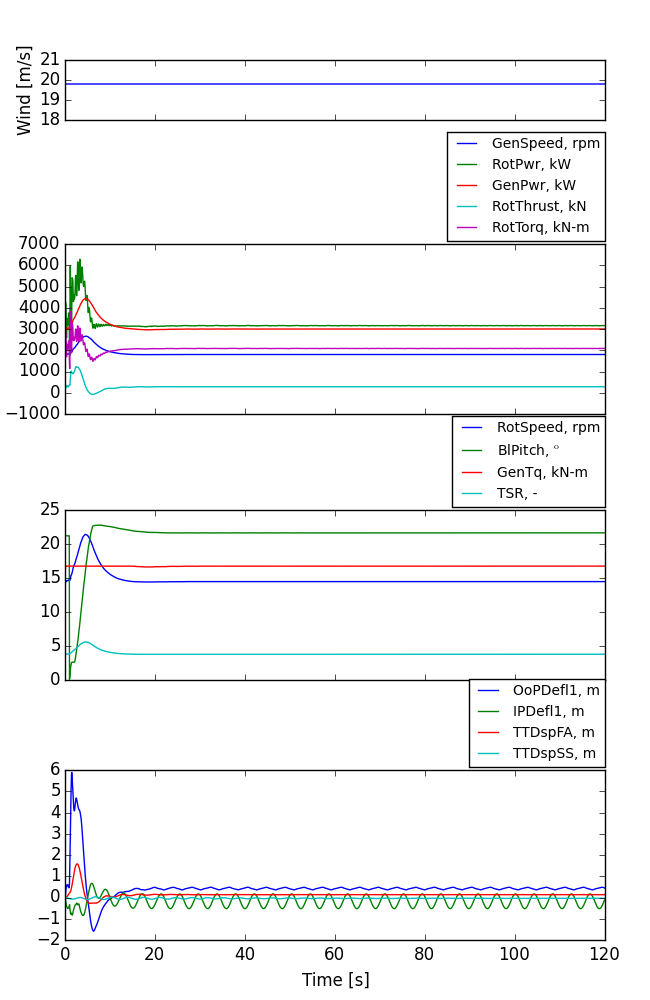 Wind [m/s]
21
20
19
18
GenSpeed, rpm
RotPwr, kW
GenPwr, kW
RotThrust, kN
RotTorq, kN-m
7000
6000
5000
4000
3000
2000
1000
0
−1000
RotSpeed, rpm
BlPitch, °
GenTq, kN-m
TSR, -
25
20
15
10
5
0
OoPDefl1, m
IPDefl1, m
TTDspFA, m
TTDspSS, m
6
5
4
3
2
1
0
−1
−2
0 20 40 60 80 100 120
Time [s]